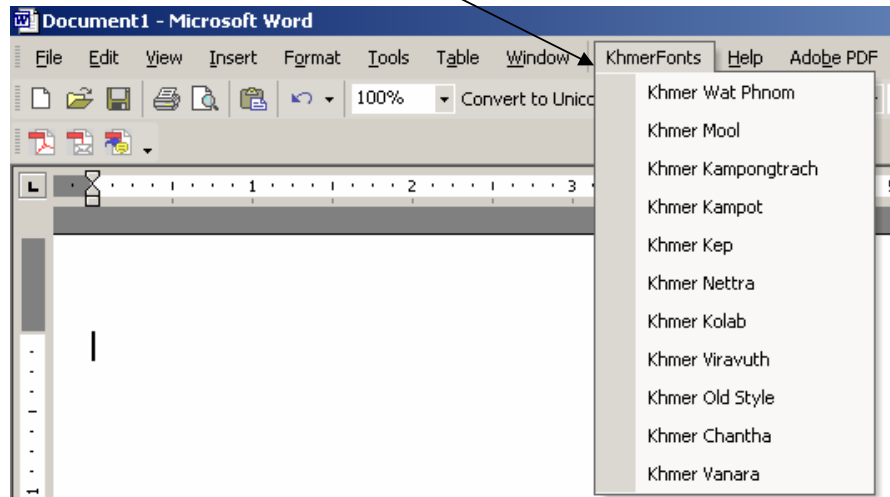 Document1 - Microsoft Word
File Edit View Insert Format Tools Table Window KhmerFonts Help Adobe PDF
100% Convert to Unico
Khmer Wat Phnom
Khmer Mool
Khmer Kampongtrach
1 2 3
Khmer Kampot
Khmer Kep
Khmer Nettra
Khmer Kolab
Khmer Viravuth
Khmer Old Style
Khmer Chantha
Khmer Vanara
1